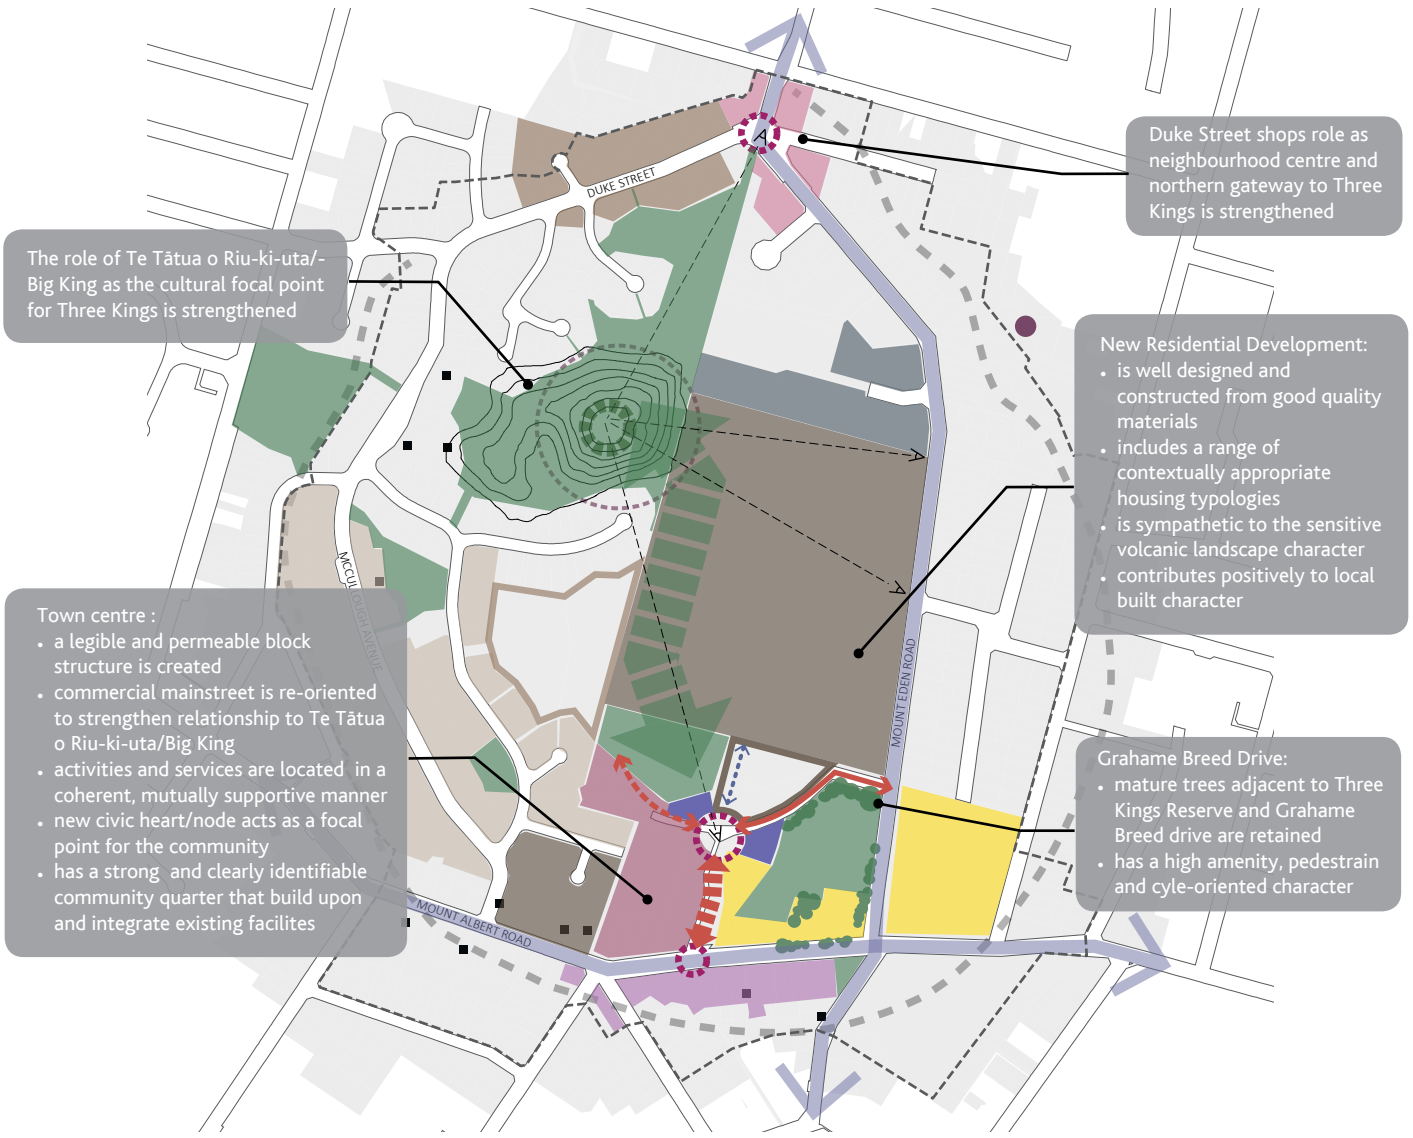 Duke Street shops role as
neighbourhood centre and
northern gateway to Three
Kings is strengthened
DUKE STREET
The role of Te Tātua o Riu-ki-uta/-
Big King as the cultural focal point
for Three Kings is strengthened
New Residential Development:
• is well designed and
constructed from good quality
materials
• includes a range of
contextually appropriate
housing typologies
• is sympathetic to the sensitive
volcanic landscape character
• contributes positively to local
built character
MCCULLOUGH AVENUE
Town centre :
• a legible and permeable block
structure is created
• commercial mainstreet is re-oriented
to strengthen relationship to Te Tātua
o Riu-ki-uta/Big King
• activities and services are located in a
coherent, mutually supportive manner
• new civic heart/node acts as a focal
point for the community
• has a strong and clearly identifiable
community quarter that build upon
and integrate existing facilites
MOUNT EDEN ROAD
Grahame Breed Drive:
• mature trees adjacent to Three
Kings Reserve and Grahame
Breed drive are retained
• has a high amenity, pedestrain
and cyle-oriented character
MOUNT ALBERT ROAD